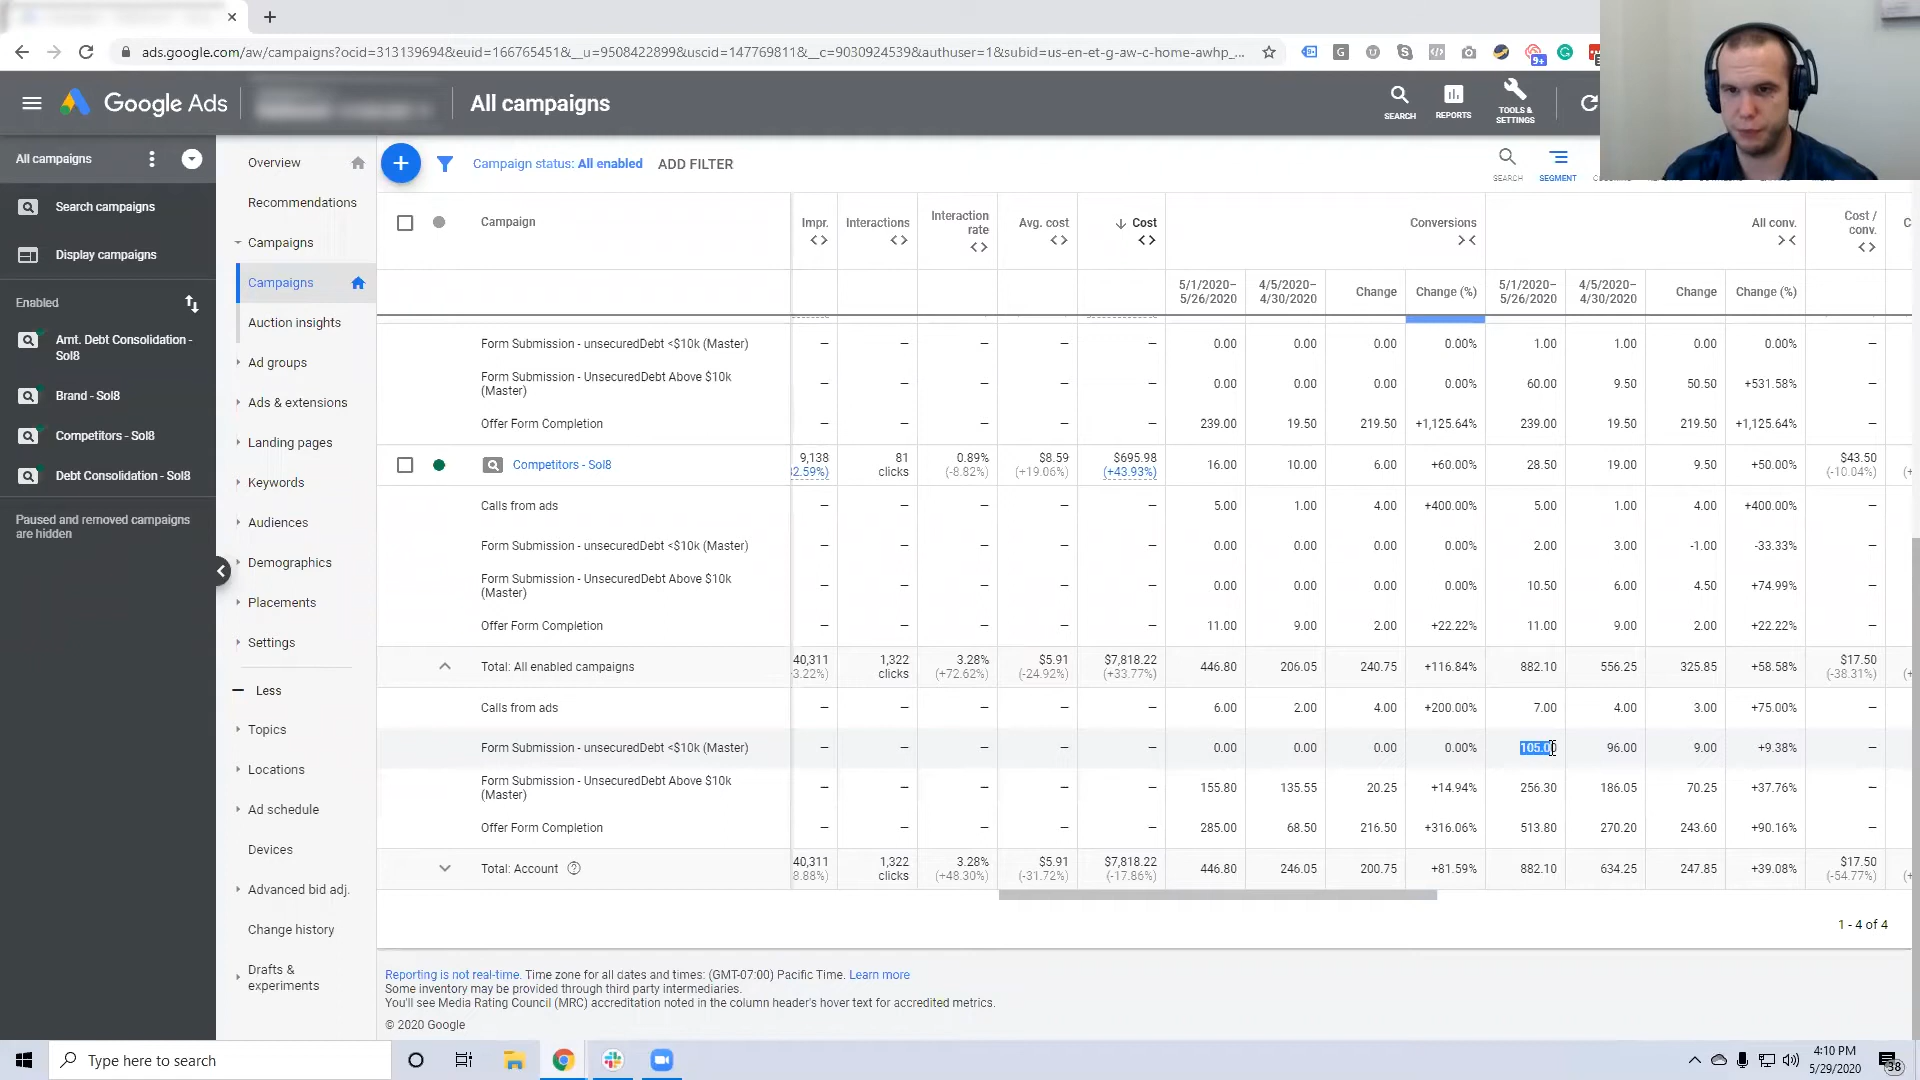 ads.google.com/aw/campaigns?ocid=313139694&euid=166765451&__u=9508422899&uscid=147769811&__c=9030924539&authuser=1&subid=us-en-et-g-aw-c-home-awhp_...
Google Ads
All campaigns
SEARCH
REPORTS
TOOLS &
SETTINGS
All campaigns
Search campaigns
Display campaigns
Enabled
Amt. Debt Consolidation -
Sol8
Brand - Sol8
Competitors - Sol8
Debt Consolidation - Sol8
Paused and removed campaigns
are hidden
Overview
Recommendations
Campaigns
Campaigns
Auction insights
Ad groups
Ads & extensions
Landing pages
Keywords
Audiences
Demographics
Placements
Settings
Less
Topics
Locations
Ad schedule
Devices
Advanced bid adj.
Change history
Drafts &
experiments
Campaign status: All enabled ADD FILTER
SEARCH
SEGMENT
Campaign Impr. Interactions Interaction rate Avg. cost Cost Conversions All conv. Cost / conv. C
5/1/2020–5/26/2020 4/5/2020–4/30/2020 Change Change (%) 5/1/2020–5/26/2020 4/5/2020–4/30/2020 Change Change (%)
Form Submission - unsecuredDebt <$10k (Master) – – – – – 0.00 0.00 0.00 0.00% 1.00 1.00 0.00 0.00% –
Form Submission - UnsecuredDebt Above $10k
(Master) – – – – – 0.00 0.00 0.00 0.00% 60.00 9.50 50.50 +531.58% –
Offer Form Completion – – – – – 239.00 19.50 219.50 +1,125.64% 239.00 19.50 219.50 +1,125.64% –
Competitors - Sol8 9,138 81 0.89% $8.59 $695.98 16.00 10.00 6.00 +60.00% 28.50 19.00 9.50 +50.00% $43.50
2.59%) clicks (-8.82%) (+19.06%) (+43.93%) (-10.04%) (+
Calls from ads – – – – – 5.00 1.00 4.00 +400.00% 5.00 1.00 4.00 +400.00% –
Form Submission - unsecuredDebt <$10k (Master) – – – – – 0.00 0.00 0.00 0.00% 2.00 3.00 -1.00 -33.33% –
Form Submission - UnsecuredDebt Above $10k
(Master) – – – – – 0.00 0.00 0.00 0.00% 10.50 6.00 4.50 +74.99% –
Offer Form Completion – – – – – 11.00 9.00 2.00 +22.22% 11.00 9.00 2.00 +22.22% –
Total: All enabled campaigns 40,311 1,322 3.28% $5.91 $7,818.22 446.80 206.05 240.75 +116.84% 882.10 556.25 325.85 +58.58% $17.50
3.22%) clicks (+72.62%) (-24.92%) (+33.77%) (-38.31%) (+
Calls from ads – – – – – 6.00 2.00 4.00 +200.00% 7.00 4.00 3.00 +75.00% –
Form Submission - unsecuredDebt <$10k (Master) – – – – – 0.00 0.00 0.00 0.00% 105.00 96.00 9.00 +9.38% –
Form Submission - UnsecuredDebt Above $10k
(Master) – – – – – 155.80 135.55 20.25 +14.94% 256.30 186.05 70.25 +37.76% –
Offer Form Completion – – – – – 285.00 68.50 216.50 +316.06% 513.80 270.20 243.60 +90.16% –
Total: Account 40,311 1,322 3.28% $5.91 $7,818.22 446.80 246.05 200.75 +81.59% 882.10 634.25 247.85 +39.08% $17.50
8.88%) clicks (+48.30%) (-31.72%) (-17.86%) (-54.77%) (+
1 - 4 of 4
Reporting is not real-time. Time zone for all dates and times: (GMT-07:00) Pacific Time. Learn more
Some inventory may be provided through third party intermediaries.
You'll see Media Rating Council (MRC) accreditation noted in the column header's hover text for accredited metrics.
© 2020 Google
Type here to search
4:10 PM
5/29/2020
38